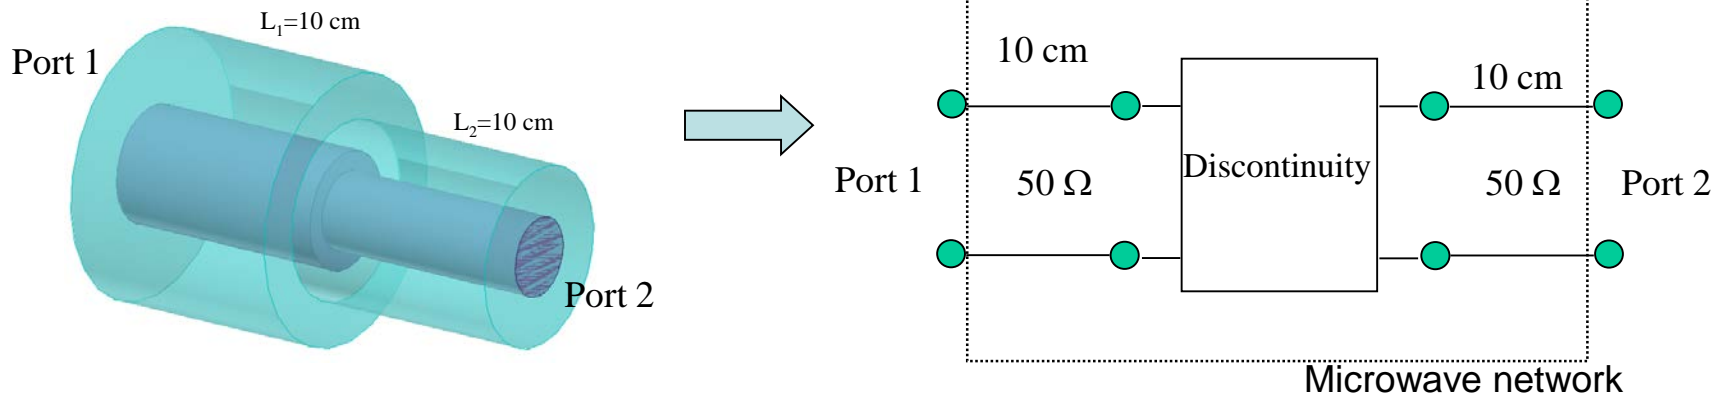 L₁=10 cm
Port 1
L₂=10 cm
Port 2
10 cm
10 cm
Port 1
50 Ω
Discontinuity
50 Ω
Port 2
Microwave network